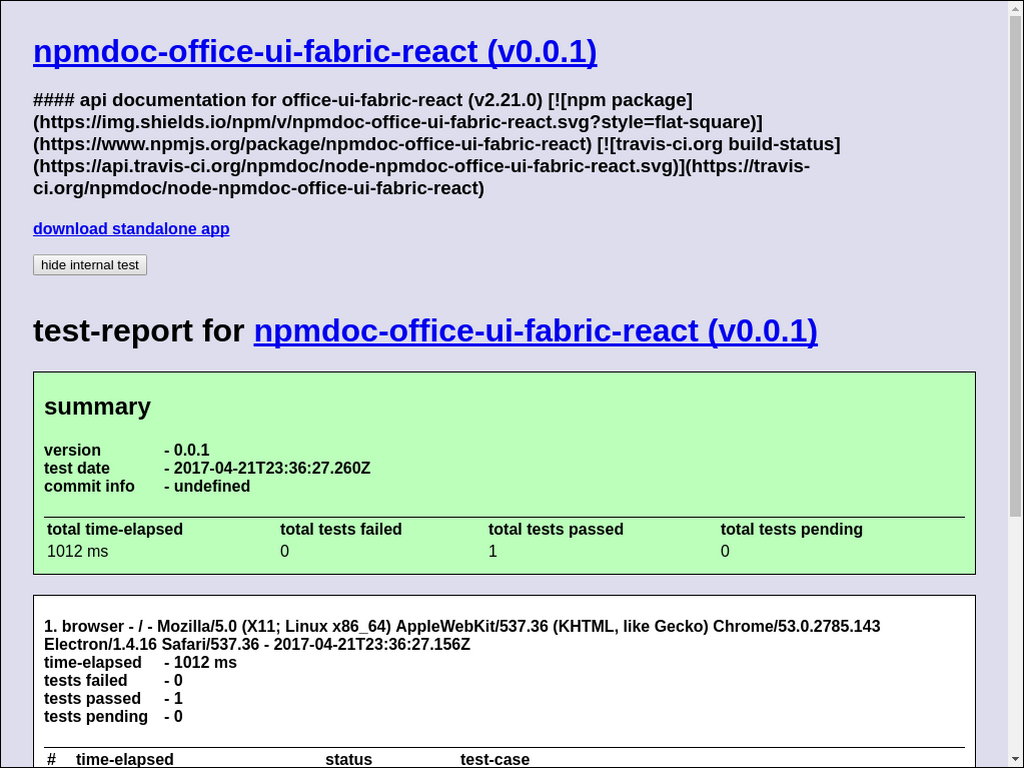 npmdoc-office-ui-fabric-react (v0.0.1)
#### api documentation for office-ui-fabric-react (v2.21.0) [![npm package]
(https://img.shields.io/npm/v/npmdoc-office-ui-fabric-react.svg?style=flat-square)]
(https://www.npmjs.org/package/npmdoc-office-ui-fabric-react) [![travis-ci.org build-status]
(https://api.travis-ci.org/npmdoc/node-npmdoc-office-ui-fabric-react.svg)](https://travis-
ci.org/npmdoc/node-npmdoc-office-ui-fabric-react)
download standalone app
hide internal test
test-report for npmdoc-office-ui-fabric-react (v0.0.1)
summary
version - 0.0.1
test date - 2017-04-21T23:36:27.260Z
commit info - undefined
total time-elapsed total tests failed total tests passed total tests pending
1012 ms 0 1 0
1. browser - / - Mozilla/5.0 (X11; Linux x86_64) AppleWebKit/537.36 (KHTML, like Gecko) Chrome/53.0.2785.143
Electron/1.4.16 Safari/537.36 - 2017-04-21T23:36:27.156Z
time-elapsed - 1012 ms
tests failed - 0
tests passed - 1
tests pending - 0
# time-elapsed status test-case